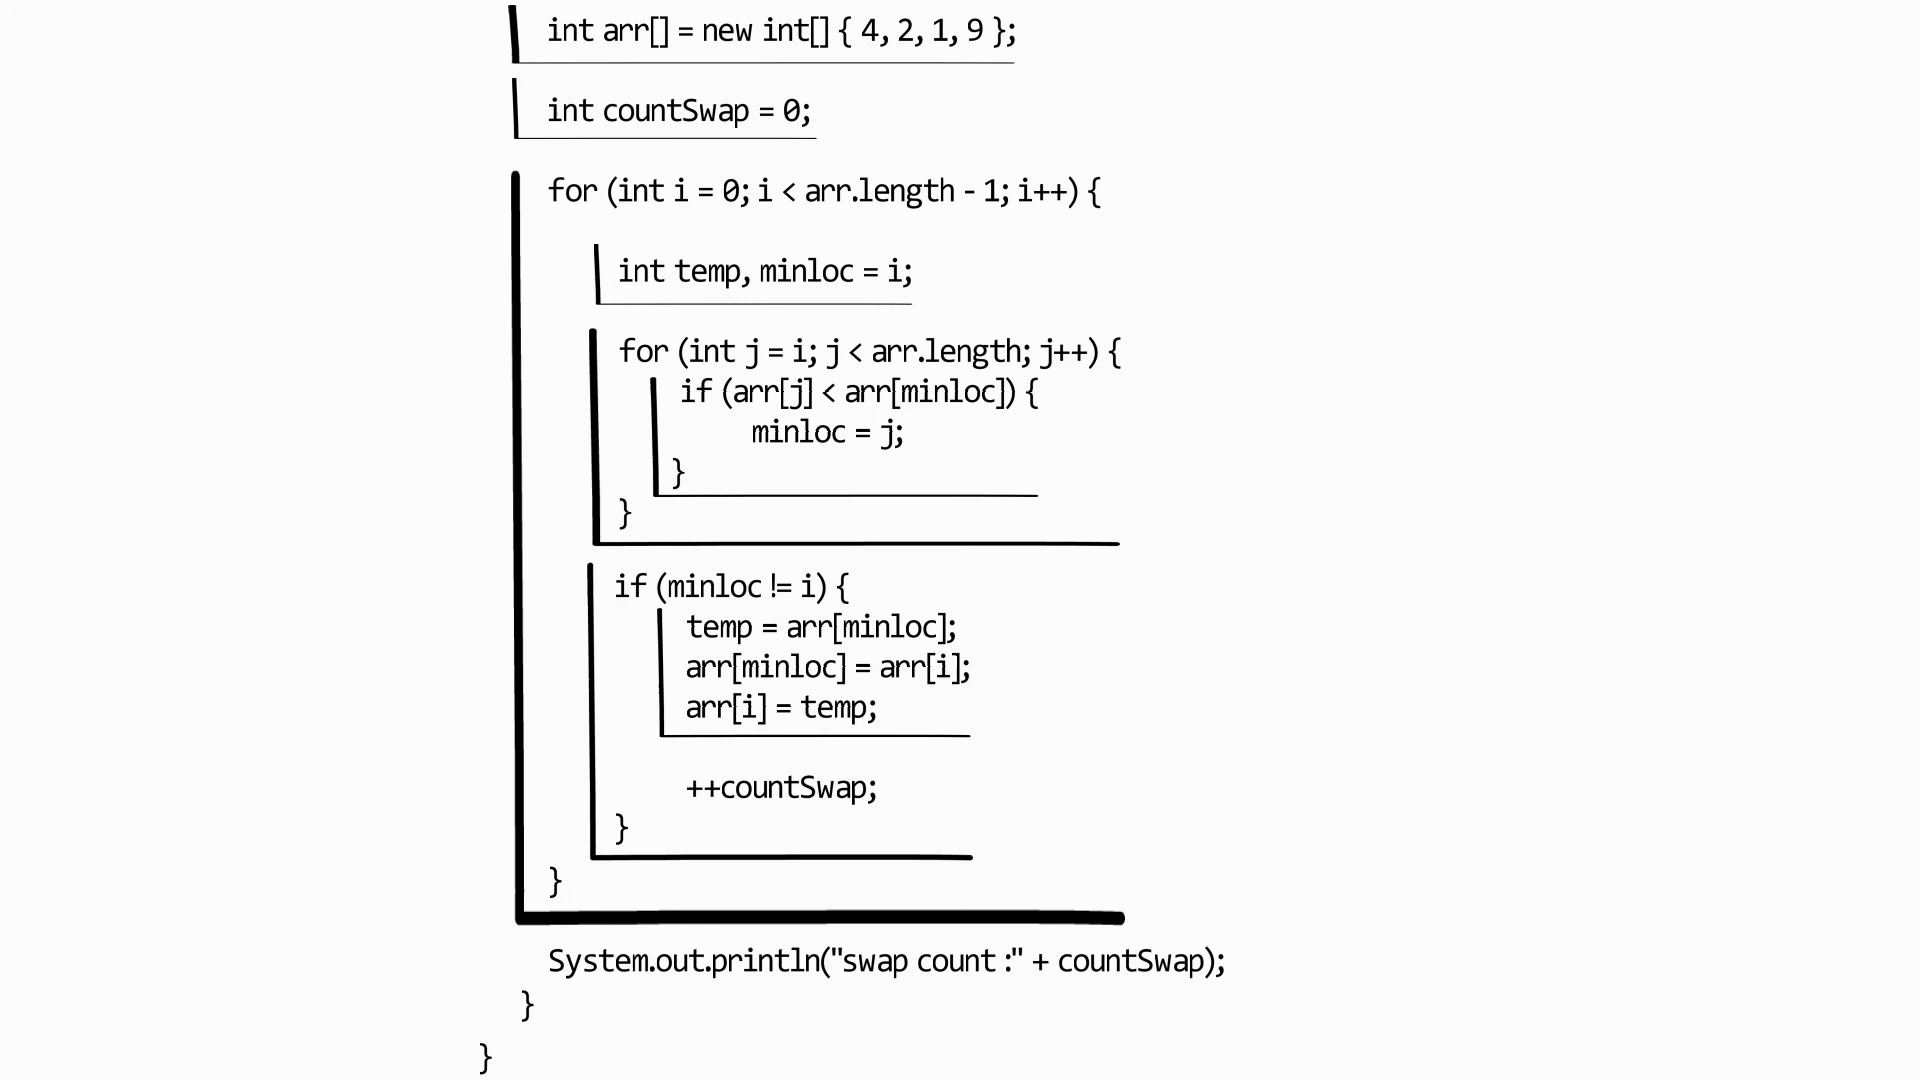 int arr[] = new int[] { 4, 2, 1, 9 };
int countSwap = 0;
for (int i = 0; i < arr.length - 1; i++) {
int temp, minloc = i;
for (int j = i; j < arr.length; j++) {
if (arr[j] < arr[minloc]) {
minloc = j;
}
}
if (minloc != i) {
temp = arr[minloc];
arr[minloc] = arr[i];
arr[i] = temp;
++countSwap;
}
}
System.out.println("swap count :" + countSwap);
}
}